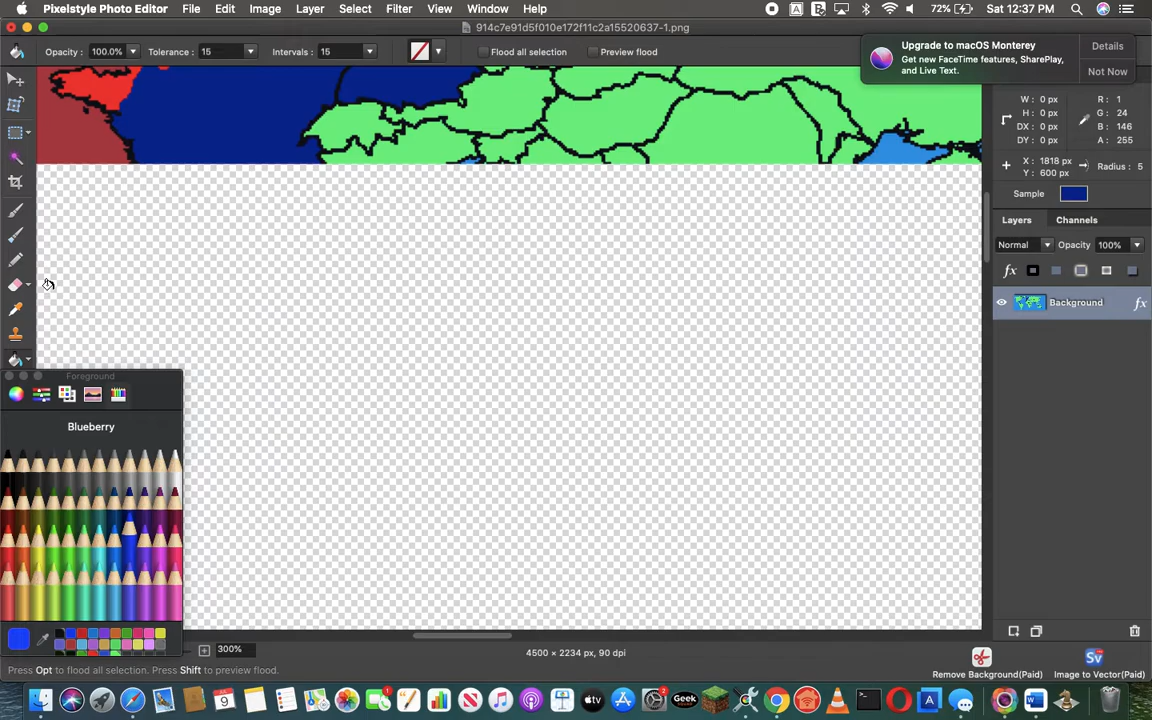 Pixelstyle Photo Editor File Edit Image Layer Select Filter View Window Help 72% Sat 12:37 PM
914c7e91d5f010e172f11c2a15520637-1.png
Opacity : 100.0% Tolerance : 15 Intervals : 15 Flood all selection Preview flood
Upgrade to macOS Monterey
Get new FaceTime features, SharePlay,
and Live Text.
Details
Not Now
W : 0 px R : 1
H : 0 px G : 24
DX : 0 px B : 146
DY : 0 px A : 255
X : 1818 px
Y : 600 px
Radius : 5
Sample
Layers Channels
Normal Opacity 100%
fx
Background fx
Foreground
Blueberry
300%
4500 × 2234 px, 90 dpi
Press Opt to flood all selection. Press Shift to preview flood.
Sv
Remove Background(Paid) Image to Vector(Paid)